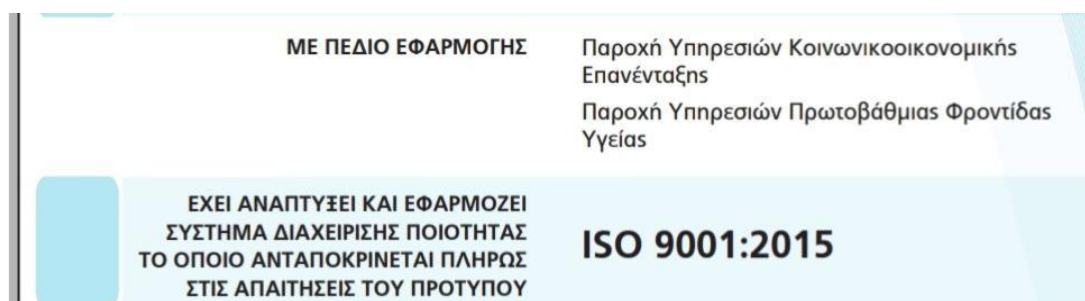 ΜΕ ΠΕΔΙΟ ΕΦΑΡΜΟΓΗΣ
Παροχή Υπηρεσιών Κοινωνικοοικονομικής
Επανένταξης
Παροχή Υπηρεσιών Πρωτοβάθμιας Φροντίδας
Υγείας
ΕΧΕΙ ΑΝΑΠΤΥΞΕΙ ΚΑΙ ΕΦΑΡΜΟΖΕΙ
ΣΥΣΤΗΜΑ ΔΙΑΧΕΙΡΙΣΗΣ ΠΟΙΟΤΗΤΑΣ
ΤΟ ΟΠΟΙΟ ΑΝΤΑΠΟΚΡΙΝΕΤΑΙ ΠΛΗΡΩΣ
ΣΤΙΣ ΑΠΑΙΤΗΣΕΙΣ ΤΟΥ ΠΡΟΤΥΠΟΥ
ISO 9001:2015